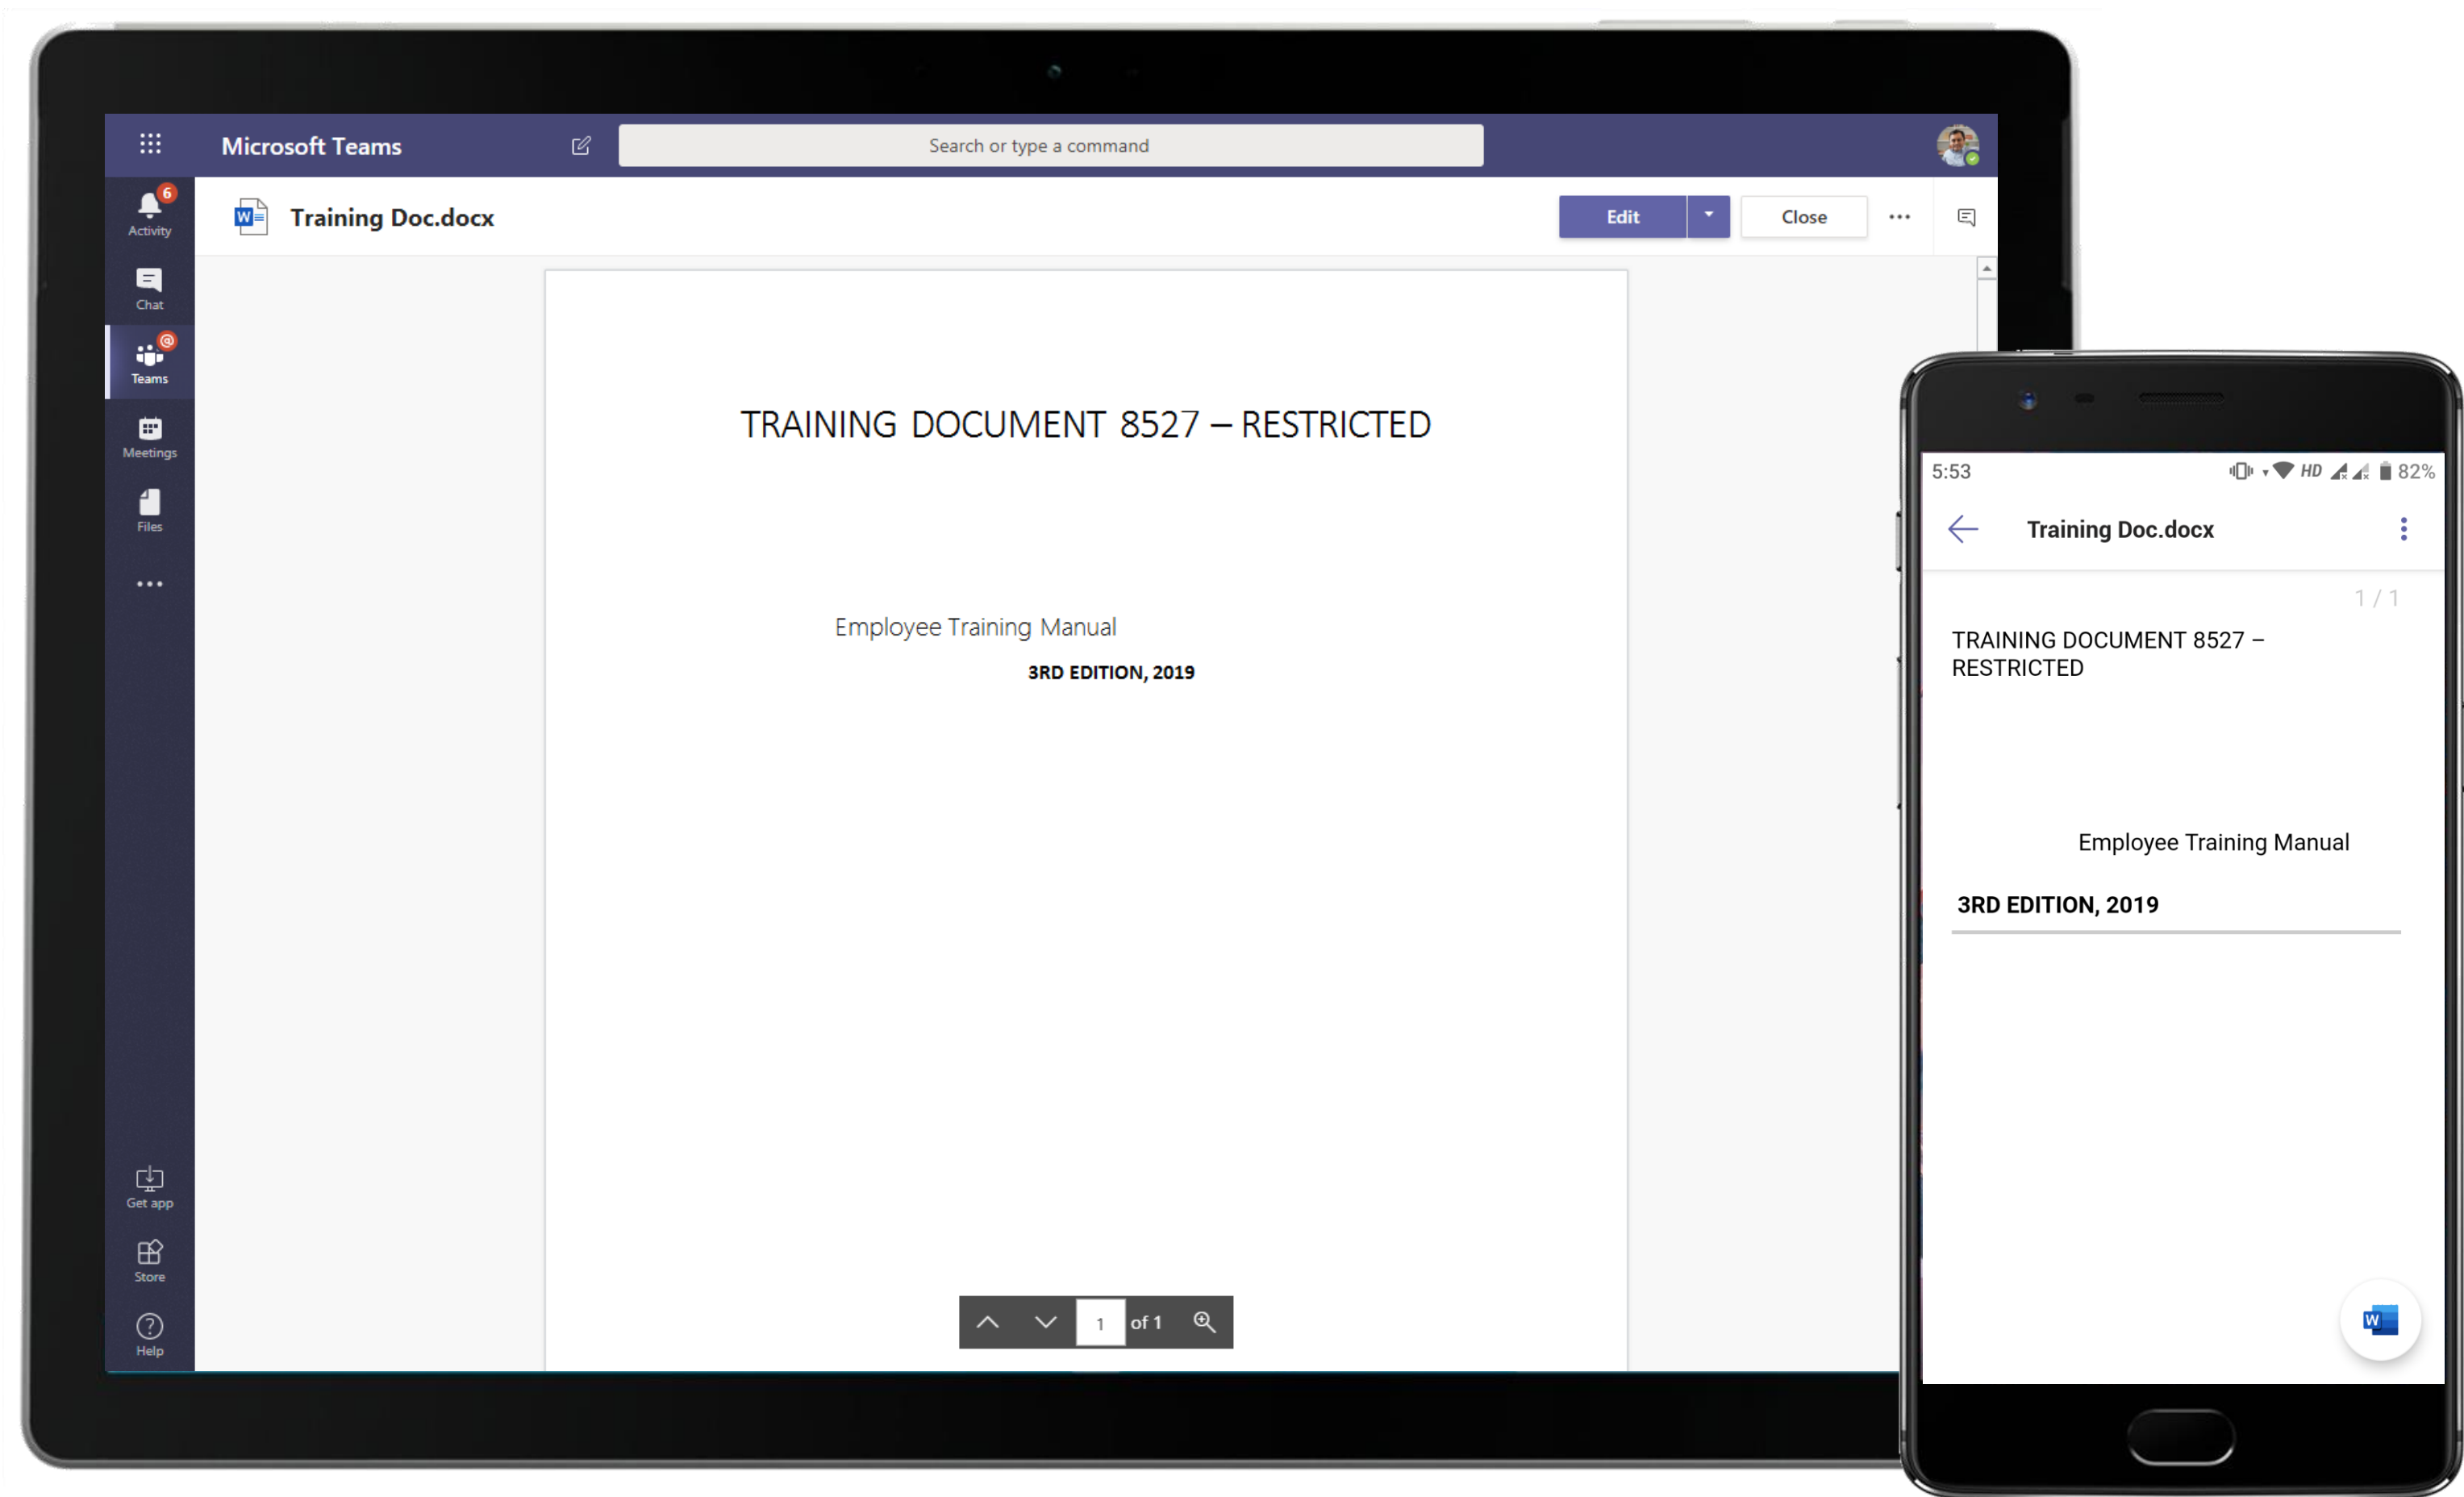 Microsoft Teams
Search or type a command
6
Activity
W
Training Doc.docx
Edit
Close
Chat
@
Teams
Meetings
Files
Get app
Store
Help
TRAINING DOCUMENT 8527 – RESTRICTED
Employee Training Manual
3RD EDITION, 2019
1 of 1
5:53
HD
82%
Training Doc.docx
1 / 1
TRAINING DOCUMENT 8527 –
RESTRICTED
Employee Training Manual
3RD EDITION, 2019
W